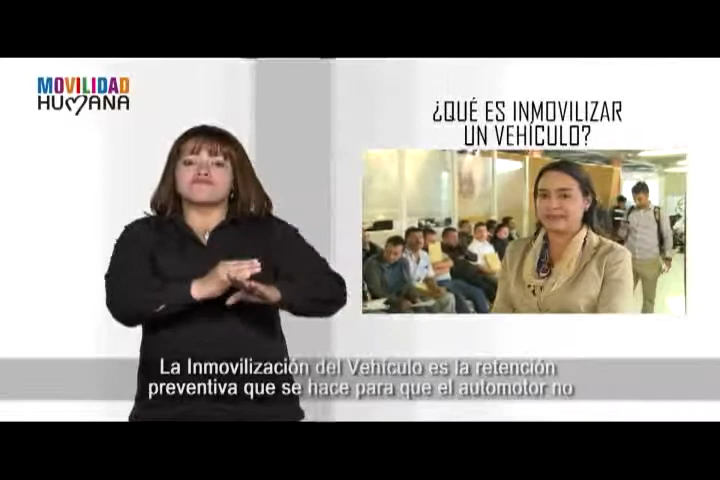 MOVILIDAD
HUMANA
¿QUÉ ES INMOVILIZAR
UN VEHÍCULO?
La Inmovilización del Vehículo es la retención
preventiva que se hace para que el automotor no